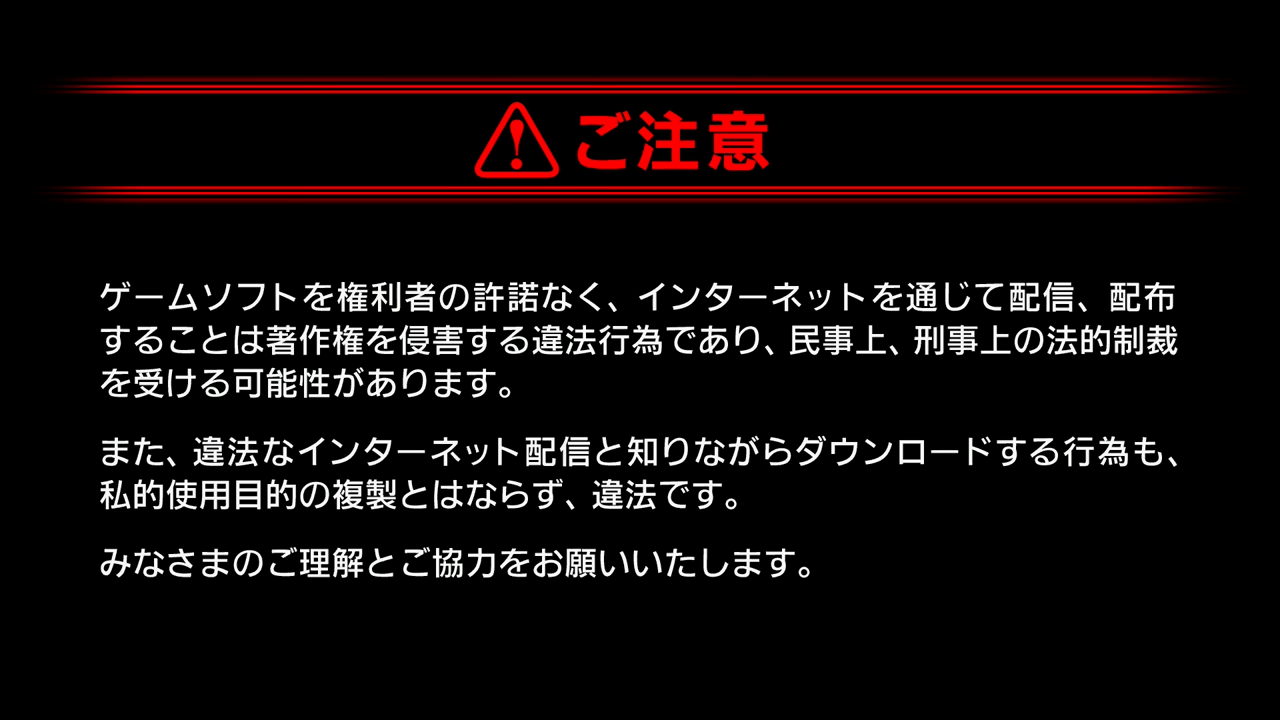 ご注意
ゲームソフトを権利者の許諾なく、インターネットを通じて配信、配布
することは著作権を侵害する違法行為であり、民事上、刑事上の法的制裁
を受ける可能性があります。
また、違法なインターネット配信と知りながらダウンロードする行為も、
私的使用目的の複製とはならず、違法です。
みなさまのご理解とご協力をお願いいたします。